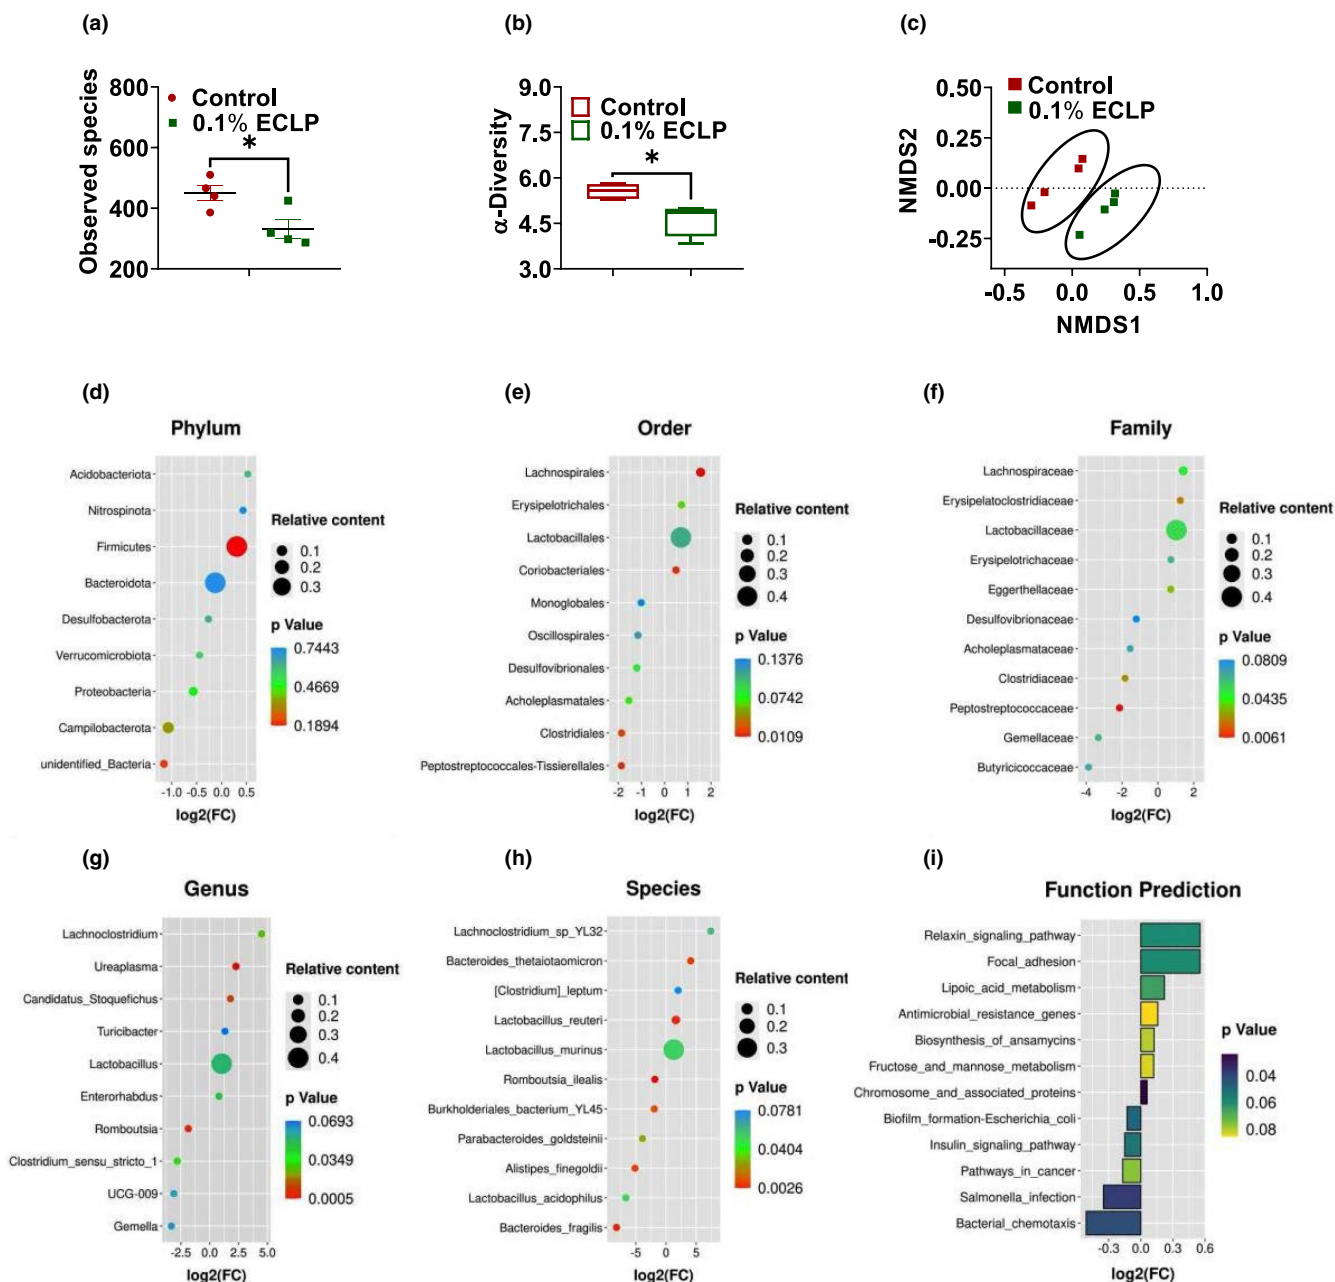 (a)
800
600
400
200
Observed species
Control
0.1% ECLP
*
(b)
9.0
7.5
6.0
4.5
3.0
α-Diversity
Control
0.1% ECLP
*
(c)
0.50
0.25
0.00
-0.25
NMDS2
Control
0.1% ECLP
-0.5 0.0 0.5 1.0
NMDS1
(d)
Phylum
Acidobacteriota
Nitrospinota
Firmicutes
Bacteroidota
Desulfobacterota
Verrucomicrobiota
Proteobacteria
Campilobacterota
unidentified_Bacteria
-1.0 -0.5 0.0 0.5
log2(FC)
Relative content
0.1
0.2
0.3
p Value
0.7443
0.4669
0.1894
(e)
Order
Lachnospirales
Erysipelotrichales
Lactobacillales
Coriobacteriales
Monoglobales
Oscillospirales
Desulfovibrionales
Acholeplasmatales
Clostridiales
Peptostreptococcales-Tissierellales
-2 -1 0 1 2
log2(FC)
Relative content
0.1
0.2
0.3
0.4
p Value
0.1376
0.0742
0.0109
(f)
Family
Lachnospiraceae
Erysipelatoclostridiaceae
Lactobacillaceae
Erysipelotrichaceae
Eggerthellaceae
Desulfovibrionaceae
Acholeplasmataceae
Clostridiaceae
Peptostreptococcaceae
Gemellaceae
Butyricicoccaceae
-4 -2 0 2
log2(FC)
Relative content
0.1
0.2
0.3
0.4
p Value
0.0809
0.0435
0.0061
(g)
Genus
Lachnoclostridium
Ureaplasma
Candidatus_Stoquefichus
Turicibacter
Lactobacillus
Enterorhabdus
Romboutsia
Clostridium_sensu_stricto_1
UCG-009
Gemella
-2.5 0.0 2.5 5.0
log2(FC)
Relative content
0.1
0.2
0.3
0.4
p Value
0.0693
0.0349
0.0005
(h)
Species
Lachnoclostridium_sp_YL32
Bacteroides_thetaiotaomicron
[Clostridium]_leptum
Lactobacillus_reuteri
Lactobacillus_murinus
Romboutsia_ilealis
Burkholderiales_bacterium_YL45
Parabacteroides_goldsteinii
Alistipes_finegoldii
Lactobacillus_acidophilus
Bacteroides_fragilis
-5 0 5
log2(FC)
Relative content
0.1
0.2
0.3
p Value
0.0781
0.0404
0.0026
(i)
Function Prediction
Relaxin_signaling_pathway
Focal_adhesion
Lipoic_acid_metabolism
Antimicrobial_resistance_genes
Biosynthesis_of_ansamycins
Fructose_and_mannose_metabolism
Chromosome_and_associated_proteins
Biofilm_formation-Escherichia_coli
Insulin_signaling_pathway
Pathways_in_cancer
Salmonella_infection
Bacterial_chemotaxis
-0.3 0.0 0.3 0.6
log2(FC)
p Value
0.04
0.06
0.08